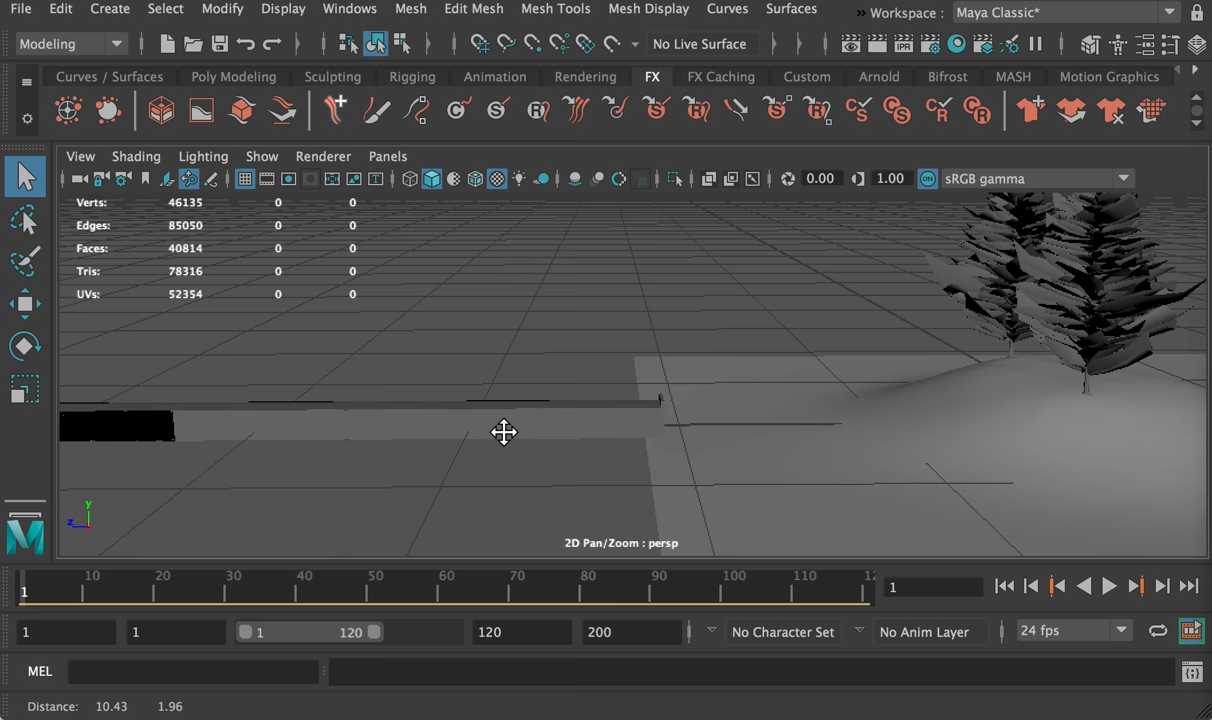 File Edit Create Select Modify Display Windows Mesh Edit Mesh Mesh Tools Mesh Display Curves Surfaces » Workspace : Maya Classic*
Modeling No Live Surface IPR
Curves / Surfaces Poly Modeling Sculpting Rigging Animation Rendering FX FX Caching Custom Arnold Bifrost MASH Motion Graphics
View Shading Lighting Show Renderer Panels
0.00 1.00 ON sRGB gamma
Verts: 46135 0 0
Edges: 85050 0 0
Faces: 40814 0 0
Tris: 78316 0 0
UVs: 52354 0 0
y
z
2D Pan/Zoom : persp
1 10 20 30 40 50 60 70 80 90 100 110 1
1 1 1 120 120 200 No Character Set No Anim Layer 24 fps
MEL
Distance: 10.43 1.96